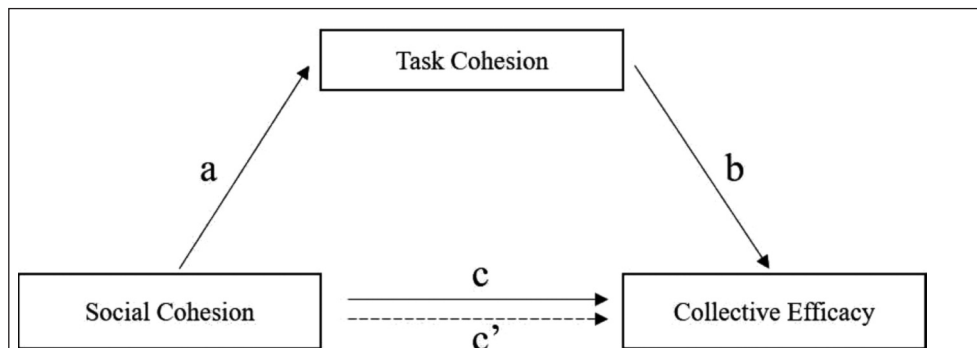 Task Cohesion
a
b
c
Social Cohesion
Collective Efficacy
c’